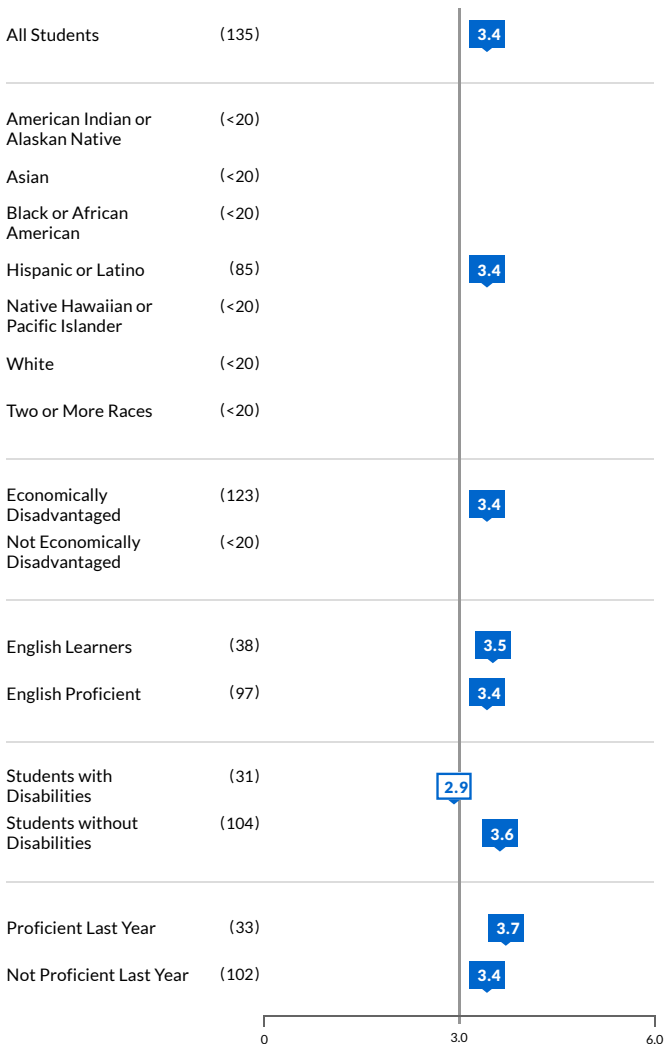 All Students (135) 3.4
American Indian or
Alaskan Native (<20)
Asian (<20)
Black or African
American (<20)
Hispanic or Latino (85) 3.4
Native Hawaiian or
Pacific Islander (<20)
White (<20)
Two or More Races (<20)
Economically
Disadvantaged (123) 3.4
Not Economically
Disadvantaged (<20)
English Learners (38) 3.5
English Proficient (97) 3.4
Students with
Disabilities (31) 2.9
Students without
Disabilities (104) 3.6
Proficient Last Year (33) 3.7
Not Proficient Last Year (102) 3.4
0 3.0 6.0